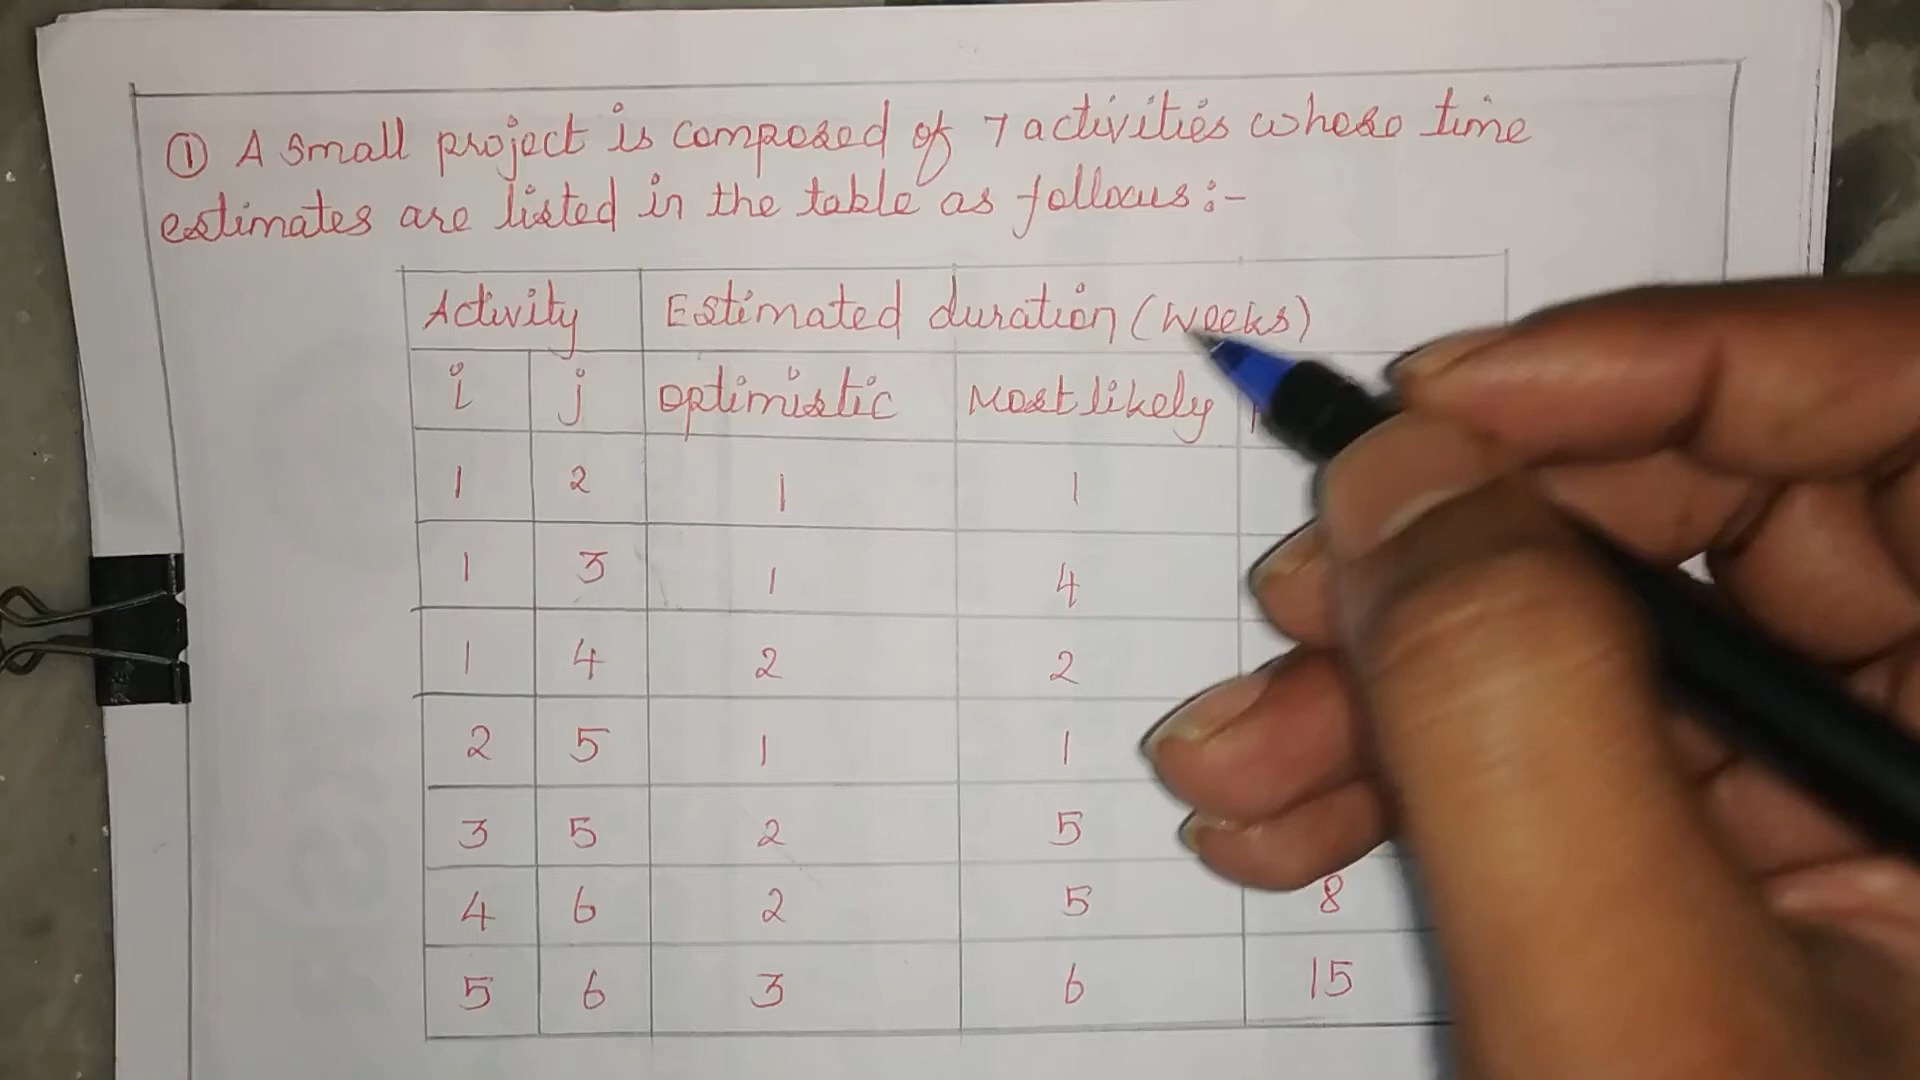 ① A small project is composed of 7 activities whose time
estimates are listed in the table as follows:-
Activity Estimated duration (weeks)
i j optimistic Most likely
1 2 1 1
1 3 1 4
1 4 2 2
2 5 1 1
3 5 2 5
4 6 2 5 8
5 6 3 6 15